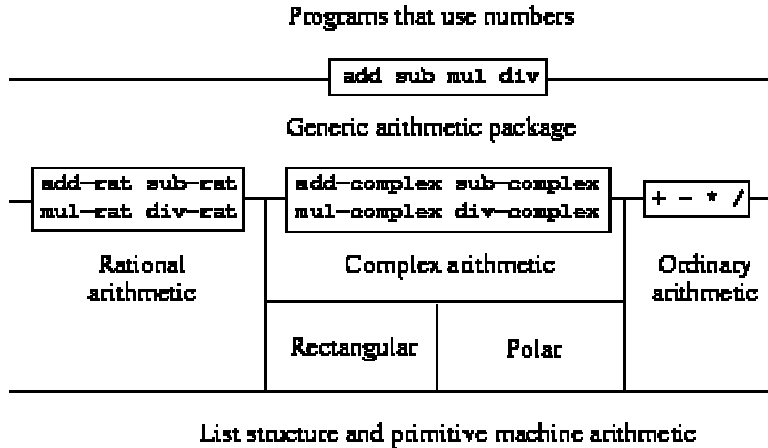 Programs that use numbers
add sub mul div
Generic arithmetic package
add-rat sub-rat
mul-rat div-rat
add-complex sub-complex
mul-complex div-complex
+ - * /
Rational
arithmetic
Complex arithmetic
Ordinary
arithmetic
Rectangular
Polar
List structure and primitive machine arithmetic